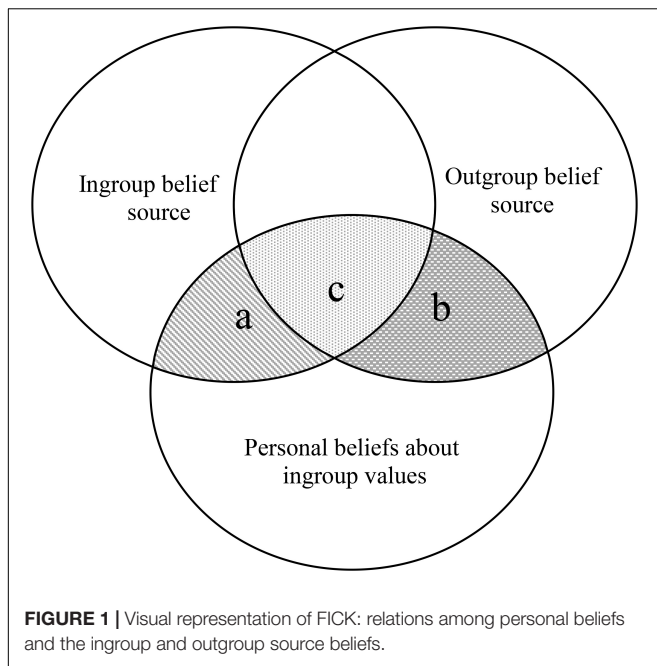 Ingroup belief
source
Outgroup belief
source
a
c
b
Personal beliefs about
ingroup values
FIGURE 1 | Visual representation of FICK: relations among personal beliefs
and the ingroup and outgroup source beliefs.